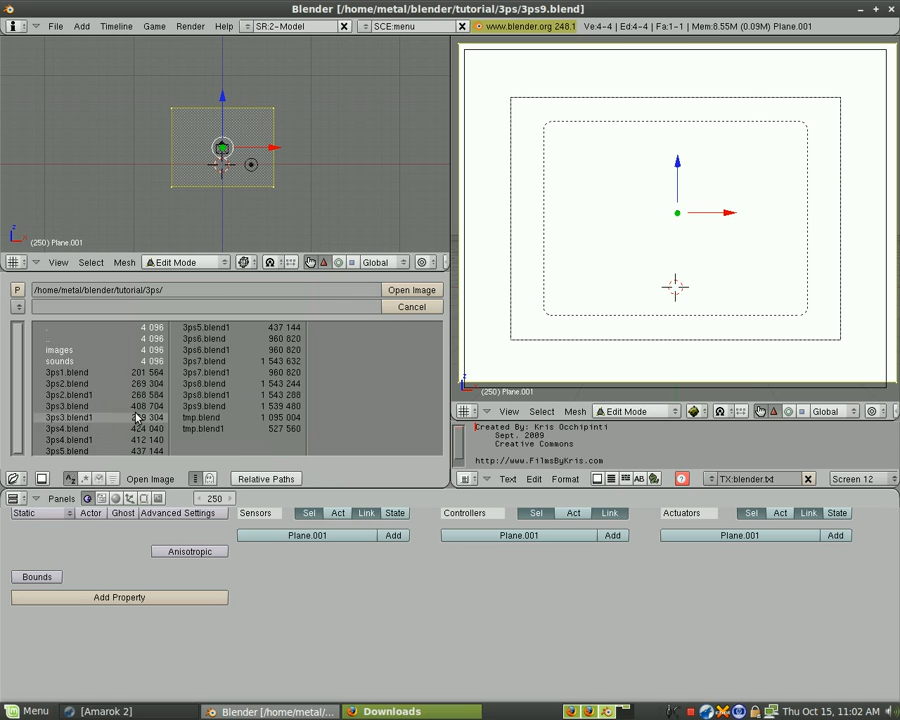 Blender [/home/metal/blender/tutorial/3ps/3ps9.blend]
File Add Timeline Game Render Help SR:2-Model SCE:menu www.blender.org 248.1 Ve:4-4 | Ed:4-4 | Fa:1-1 | Mem:8.55M (0.09M) Plane.001
z
x
(250) Plane.001
View Select Mesh Edit Mode Global
P /home/metal/blender/tutorial/3ps/ Open Image
Cancel
. 4 096
.. 4 096
images 4 096
sounds 4 096
3ps1.blend 201 564
3ps2.blend 269 304
3ps2.blend1 268 584
3ps3.blend 408 704
3ps3.blend1 304
3ps4.blend 424 040
3ps4.blend1 412 140
3ps5.blend 437 144
3ps5.blend1 437 144
3ps6.blend 960 820
3ps6.blend1 960 820
3ps7.blend 1 543 632
3ps7.blend1 960 820
3ps8.blend 1 543 244
3ps8.blend1 1 543 288
3ps9.blend 1 539 480
tmp.blend 1 095 004
tmp.blend1 527 560
Open Image Relative Paths
(250) Plane.001
View Select Mesh Edit Mode Global
Created By: Kris Occhipinti
Sept. 2009
Creative Commons
http://www.FilmsByKris.com
Text Edit Format TX:blender.txt Screen 12
Panels 250
Static Actor Ghost Advanced Settings
Anisotropic
Bounds
Add Property
Sensors Sel Act Link State
Plane.001 Add
Controllers Sel Act Link
Plane.001 Add
Actuators Sel Act Link State
Plane.001 Add
Menu [Amarok 2] Blender [/home/metal/... Downloads Thu Oct 15, 11:02 AM